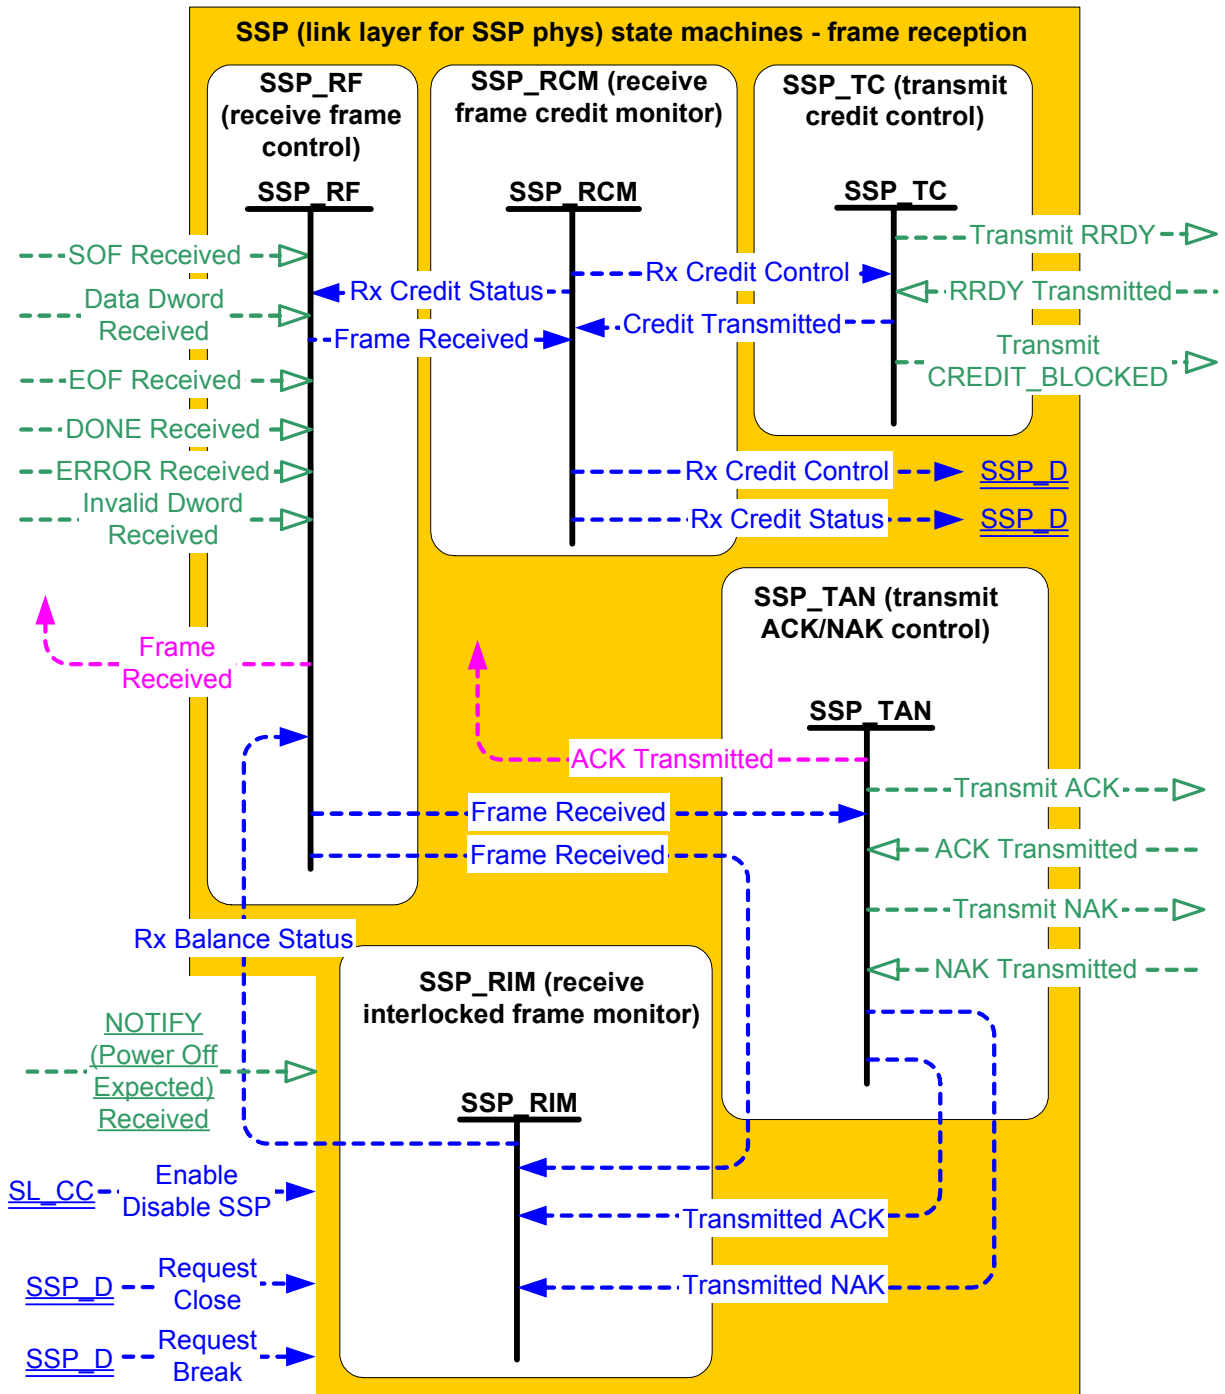 SSP (link layer for SSP phys) state machines - frame reception
SSP_RF
(receive frame
control)
SSP_RF
SOF Received
Data Dword
Received
EOF Received
DONE Received
ERROR Received
Invalid Dword
Received
Frame
Received
SSP_RCM (receive
frame credit monitor)
SSP_RCM
Rx Credit Status
Frame Received
Rx Credit Control
Credit Transmitted
Rx Credit Control
SSP_D
Rx Credit Status
SSP_D
SSP_TC (transmit
credit control)
SSP_TC
Transmit RRDY
RRDY Transmitted
Transmit
CREDIT_BLOCKED
SSP_TAN (transmit
ACK/NAK control)
SSP_TAN
ACK Transmitted
Transmit ACK
Frame Received
ACK Transmitted
Frame Received
Transmit NAK
NAK Transmitted
Rx Balance Status
SSP_RIM (receive
interlocked frame monitor)
SSP_RIM
Transmitted ACK
Transmitted NAK
NOTIFY
(Power Off
Expected)
Received
SL_CC
Enable
Disable SSP
SSP_D
Request
Close
SSP_D
Request
Break